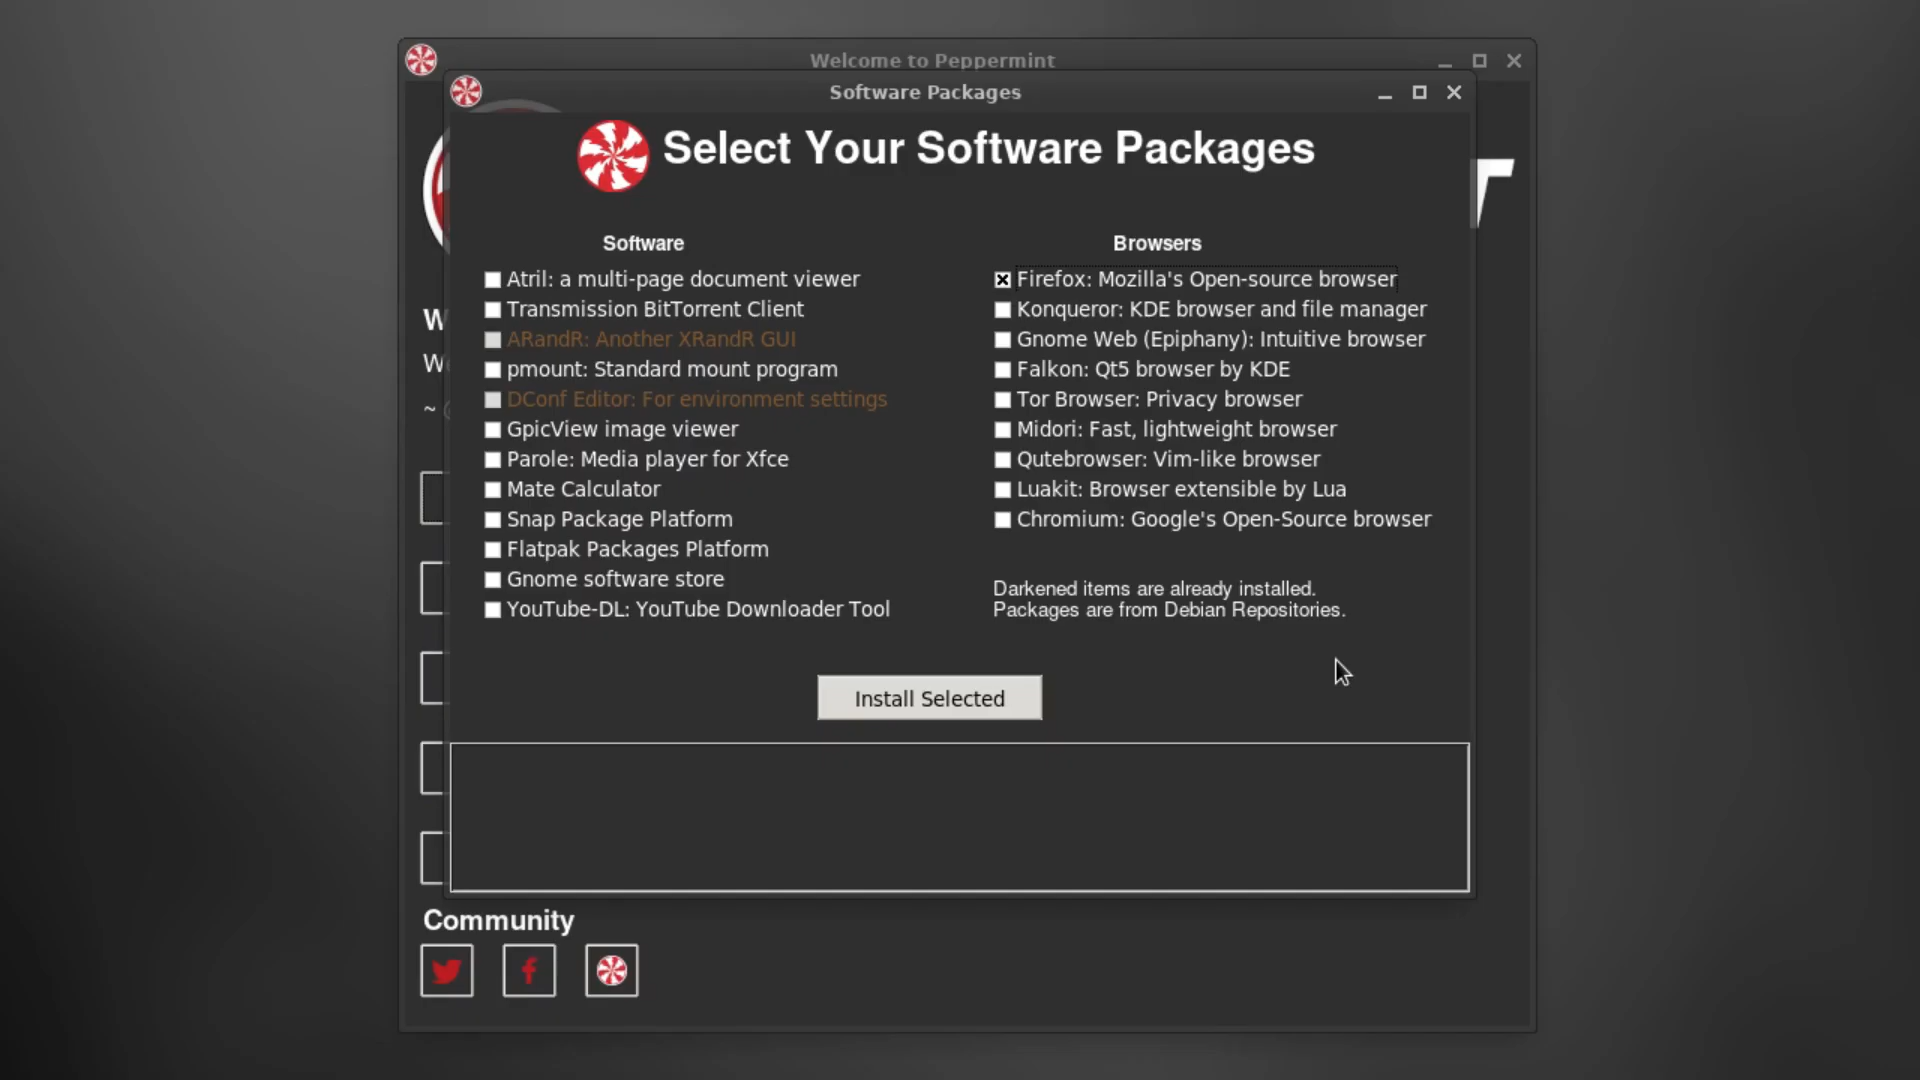 Welcome to Peppermint
Software Packages
Select Your Software Packages
Software
Atril: a multi-page document viewer
Transmission BitTorrent Client
ARandR: Another XRandR GUI
pmount: Standard mount program
DConf Editor: For environment settings
GpicView image viewer
Parole: Media player for Xfce
Mate Calculator
Snap Package Platform
Flatpak Packages Platform
Gnome software store
YouTube-DL: YouTube Downloader Tool
Browsers
Firefox: Mozilla's Open-source browser
Konqueror: KDE browser and file manager
Gnome Web (Epiphany): Intuitive browser
Falkon: Qt5 browser by KDE
Tor Browser: Privacy browser
Midori: Fast, lightweight browser
Qutebrowser: Vim-like browser
Luakit: Browser extensible by Lua
Chromium: Google's Open-Source browser
Darkened items are already installed.
Packages are from Debian Repositories.
Install Selected
Community